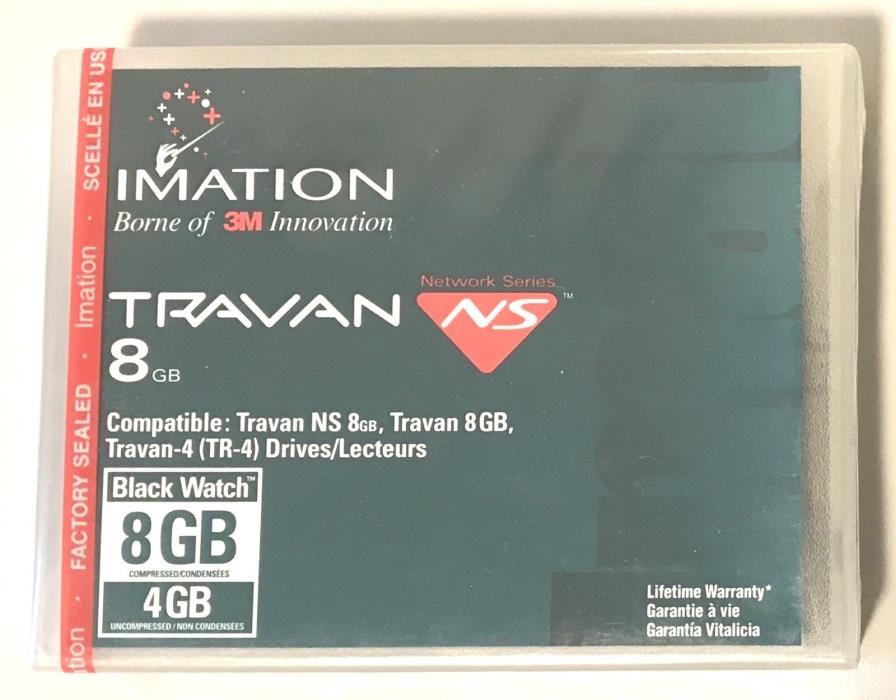 IMATION
Borne of 3M Innovation
TRAVAN
Network Series
NS™
8GB
Compatible: Travan NS 8GB, Travan 8GB,
Travan-4 (TR-4) Drives/Lecteurs
Black Watch™
8GB
COMPRESSED/CONDENSÉES
4GB
UNCOMPRESSED / NON CONDENSÉES
Lifetime Warranty*
Garantie à vie
Garantía Vitalicia
tion · FACTORY SEALED · Imation · SCELLÉ EN US